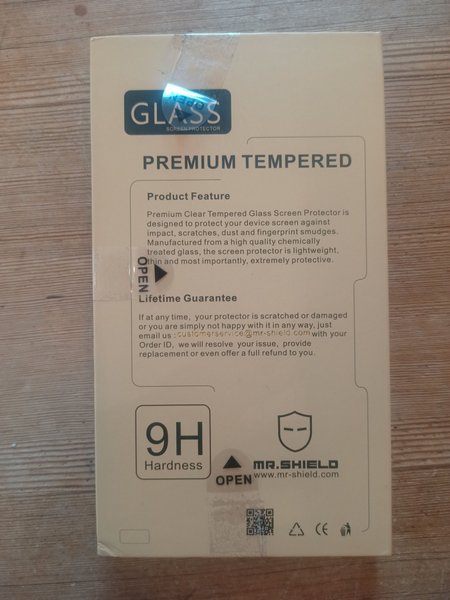 GLASS
SCREEN PROTECTOR
OPEN
PREMIUM TEMPERED
Product Feature
Premium Clear Tempered Glass Screen Protector is
designed to protect your device screen against
impact, scratches, dust and fingerprint smudges.
Manufactured from a high quality chemically
treated glass, the screen protector is lightweight,
thin and most importantly, extremely protective.
OPEN
Lifetime Guarantee
If at any time, your protector is scratched or damaged
or you are simply not happy with it in any way, just
email us :customerservice@mr-shield.com with your
Order ID, we will resolve your issue, provide
replacement or even offer a full refund to you.
9H
Hardness
MR.SHIELD
www.mr-shield.com
OPEN
CE